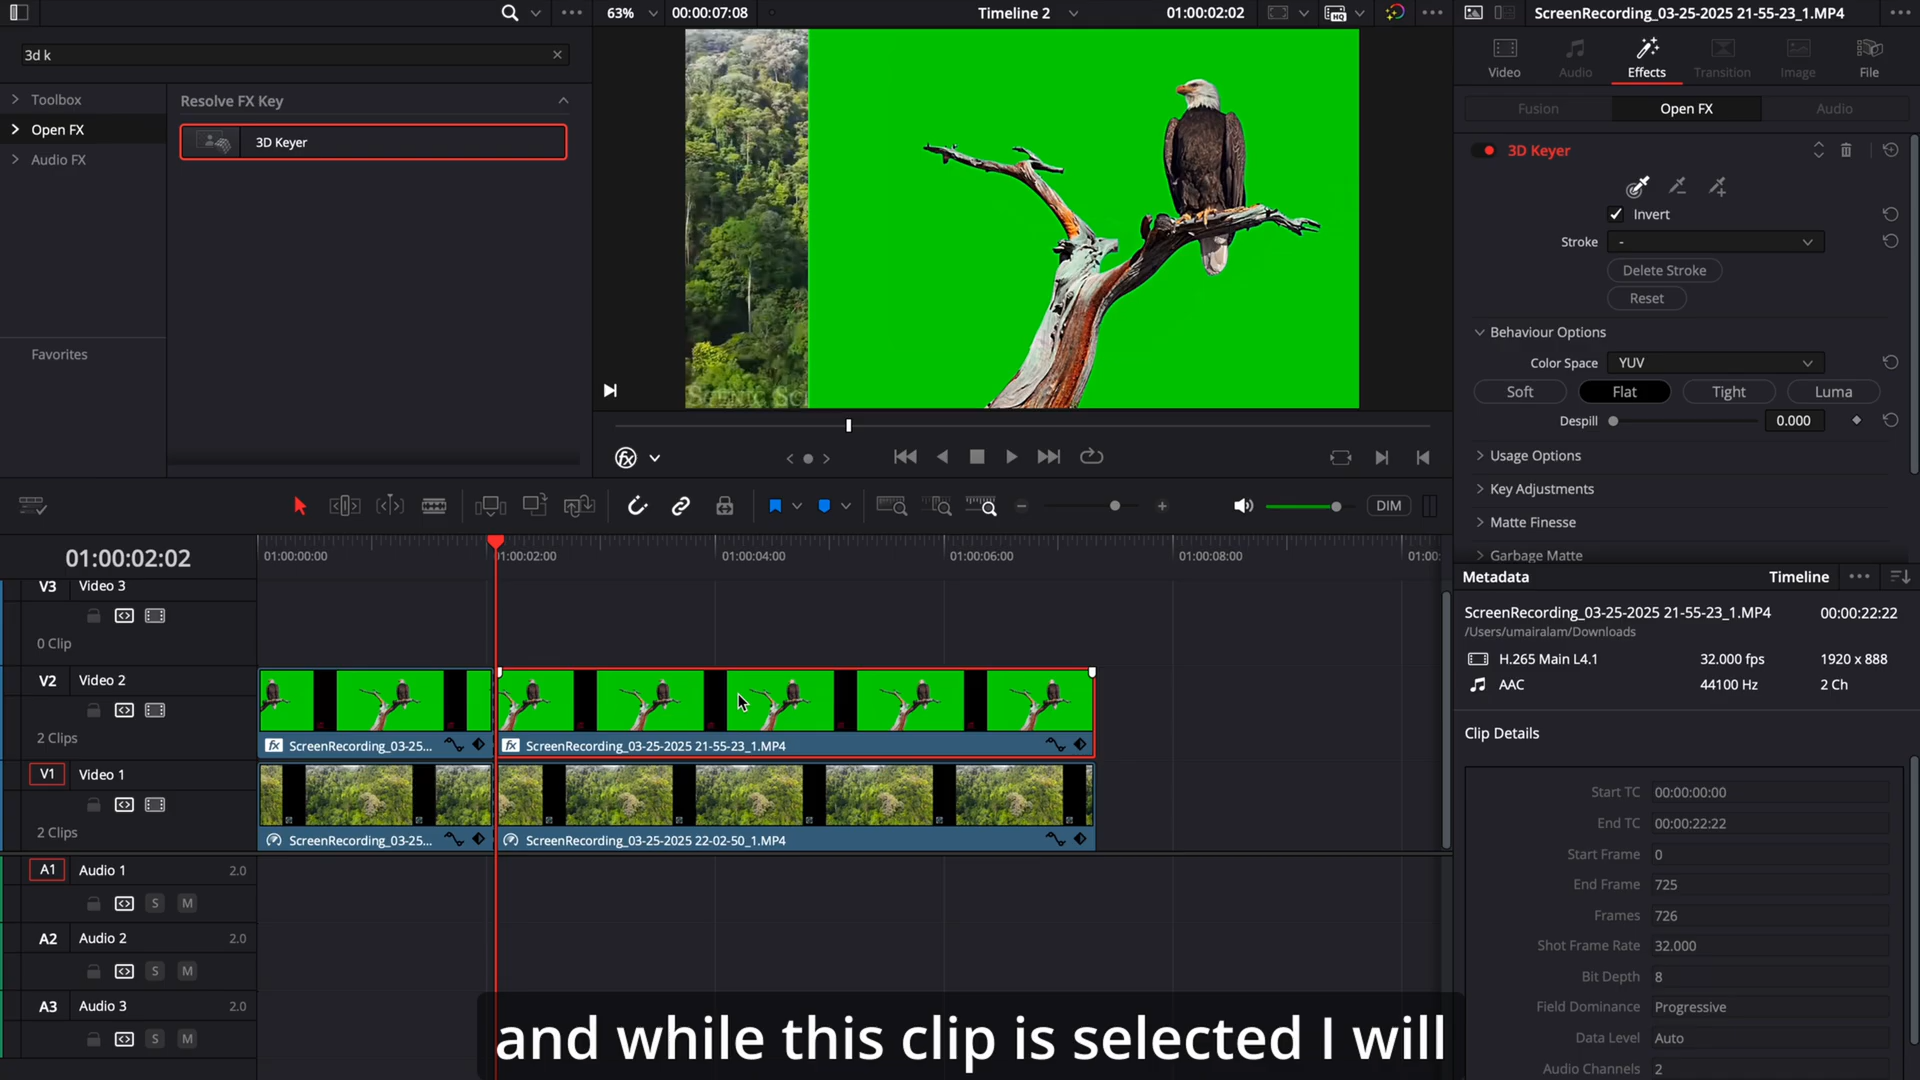 63%
00:00:07:08
Timeline 2
01:00:02:02
HQ
ScreenRecording_03-25-2025 21-55-23_1.MP4
3d k
Video
Audio
Effects
Transition
Image
File
Toolbox
Open FX
Audio FX
Favorites
Resolve FX Key
3D Keyer
Fusion
Open FX
Audio
3D Keyer
Invert
Stroke
-
Delete Stroke
Reset
Behaviour Options
Color Space
YUV
Soft
Flat
Tight
Luma
Despill
0.000
Usage Options
Key Adjustments
Matte Finesse
Garbage Matte
DIM
01:00:02:02
01:00:00:00
01:00:02:00
01:00:04:00
01:00:06:00
01:00:08:00
01:00:
V3
Video 3
0 Clip
V2
Video 2
2 Clips
fx
ScreenRecording_03-25...
fx
ScreenRecording_03-25-2025 21-55-23_1.MP4
V1
Video 1
2 Clips
ScreenRecording_03-25...
ScreenRecording_03-25-2025 22-02-50_1.MP4
A1
Audio 1
2.0
S
M
A2
Audio 2
2.0
S
M
A3
Audio 3
2.0
S
M
Metadata
Timeline
ScreenRecording_03-25-2025 21-55-23_1.MP4
00:00:22:22
/Users/umairalam/Downloads
H.265 Main L4.1
32.000 fps
1920 x 888
AAC
44100 Hz
2 Ch
Clip Details
Start TC
00:00:00:00
End TC
00:00:22:22
Start Frame
0
End Frame
725
Frames
726
Shot Frame Rate
32.000
Bit Depth
8
Field Dominance
Progressive
Data Level
Auto
Audio Channels
2
and while this clip is selected I will